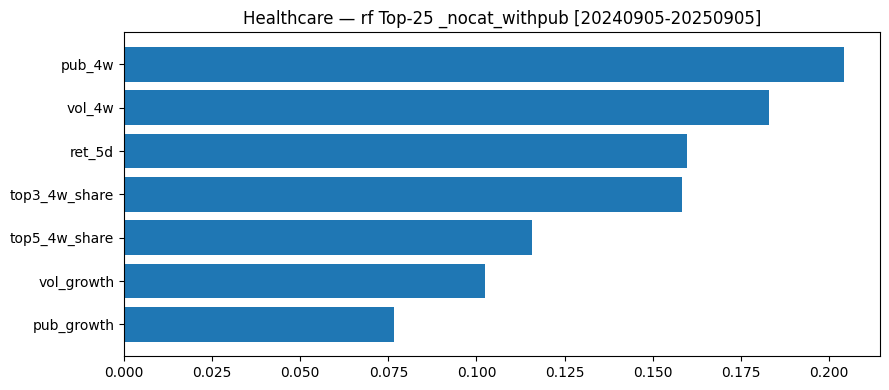 Healthcare — rf Top-25 _nocat_withpub [20240905-20250905]
pub_4w
vol_4w
ret_5d
top3_4w_share
top5_4w_share
vol_growth
pub_growth
0.000 0.025 0.050 0.075 0.100 0.125 0.150 0.175 0.200